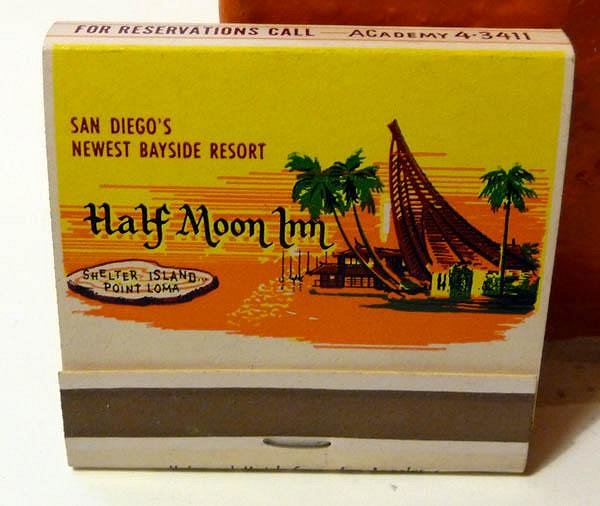 FOR RESERVATIONS CALL — ACADEMY 4-3411
SAN DIEGO'S
NEWEST BAYSIDE RESORT
Half Moon Inn
SHELTER ISLAND
POINT LOMA